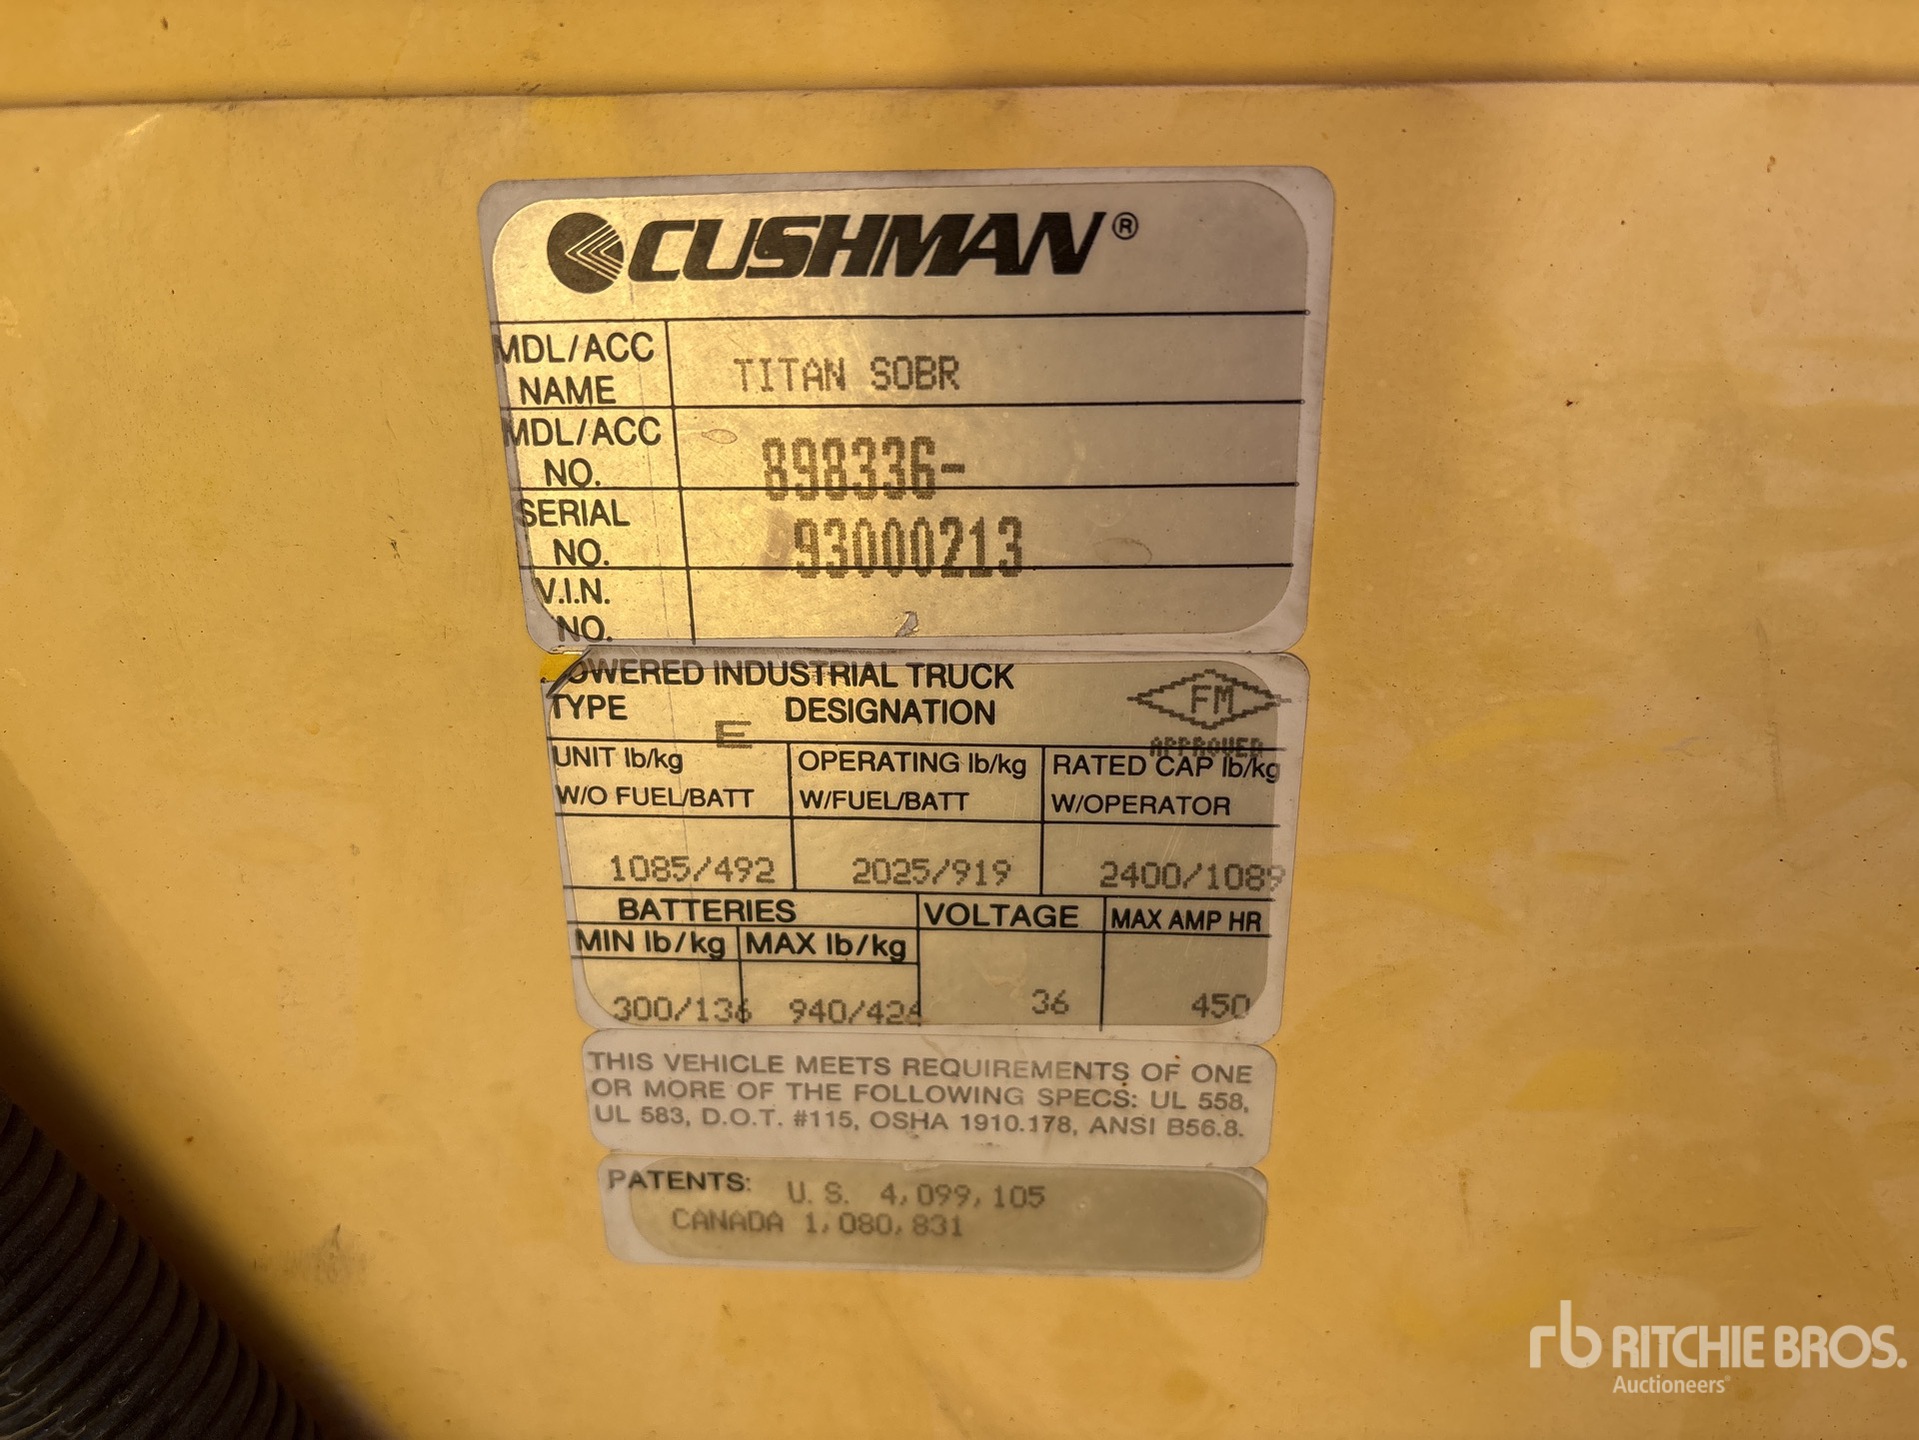 CUSHMAN®
MDL/ACC NAME TITAN SOBR
MDL/ACC NO. 898336-
SERIAL NO. 93000213
V.I.N. NO.
POWERED INDUSTRIAL TRUCK
TYPE E DESIGNATION
FM
APPROVED
UNIT lb/kg W/O FUEL/BATT
OPERATING lb/kg W/FUEL/BATT
RATED CAP lb/kg W/OPERATOR
1085/492 2025/919 2400/1089
BATTERIES VOLTAGE MAX AMP HR
MIN lb/kg MAX lb/kg
300/136 940/426 36 450
THIS VEHICLE MEETS REQUIREMENTS OF ONE
OR MORE OF THE FOLLOWING SPECS: UL 558,
UL 583, D.O.T. #115, OSHA 1910.178, ANSI B56.8.
PATENTS: U.S. 4,099,105
CANADA 1,080,831
rb RITCHIE BROS.
Auctioneers